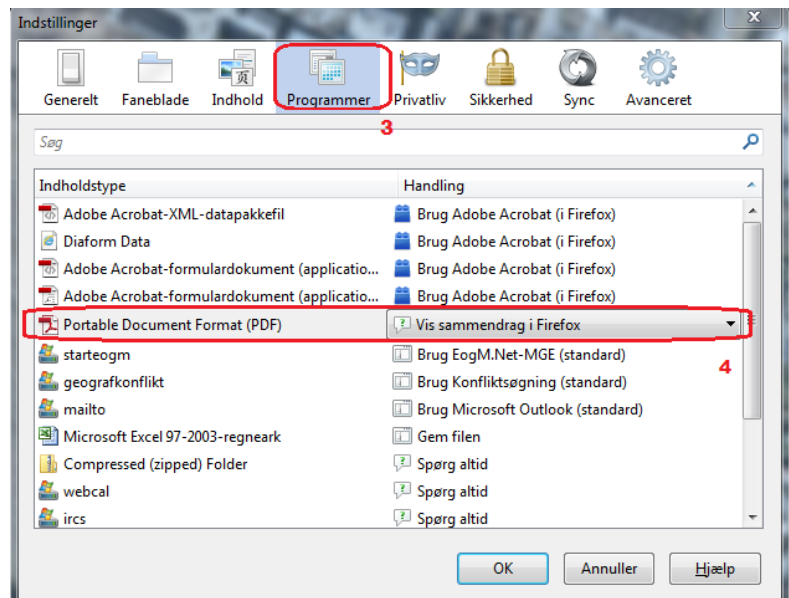 Indstillinger
x
Generelt Faneblade Indhold Programmer Privatliv Sikkerhed Sync Avanceret
3
Søg
Indholdstype Handling
Adobe Acrobat-XML-datapakkefil Brug Adobe Acrobat (i Firefox)
Diaform Data Brug Adobe Acrobat (i Firefox)
Adobe Acrobat-formulardokument (applicatio... Brug Adobe Acrobat (i Firefox)
Adobe Acrobat-formulardokument (applicatio... Brug Adobe Acrobat (i Firefox)
Portable Document Format (PDF) Vis sammendrag i Firefox
starteogm Brug EogM.Net-MGE (standard)
4
geografkonflikt Brug Konfliktsøgning (standard)
mailto Brug Microsoft Outlook (standard)
Microsoft Excel 97-2003-regneark Gem filen
Compressed (zipped) Folder Spørg altid
webcal Spørg altid
ircs Spørg altid
OK Annuller Hjælp